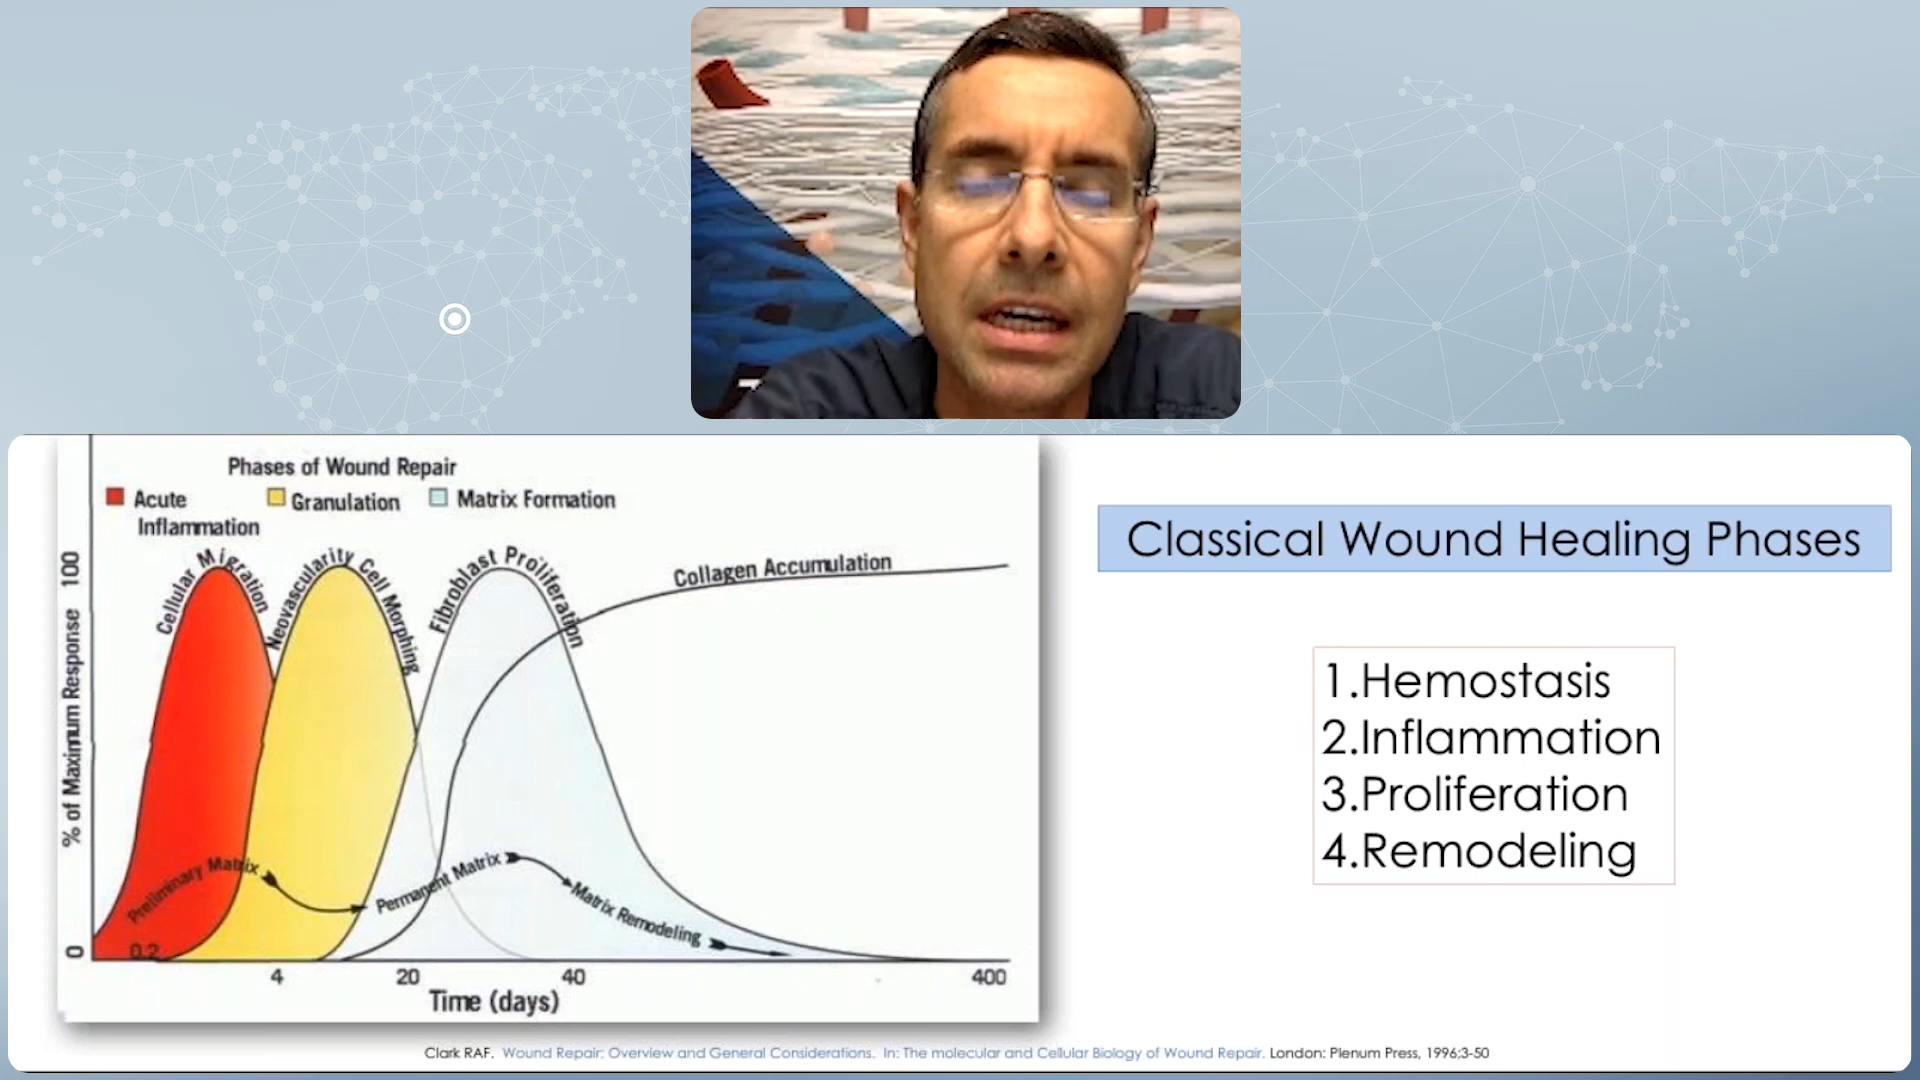 Phases of Wound Repair
Acute Inflammation
Granulation
Matrix Formation
Cellular Migration
Neovascularity Cell Morphing
Fibroblast Proliferation
Collagen Accumulation
% of Maximum Response
100
0
Preliminary Matrix
Permanent Matrix
Matrix Remodeling
0.2
4
20
40
400
Time (days)
Classical Wound Healing Phases
1.Hemostasis
2.Inflammation
3.Proliferation
4.Remodeling
Clark RAF. Wound Repair: Overview and General Considerations. In: The molecular and Cellular Biology of Wound Repair. London: Plenum Press, 1996;3-50